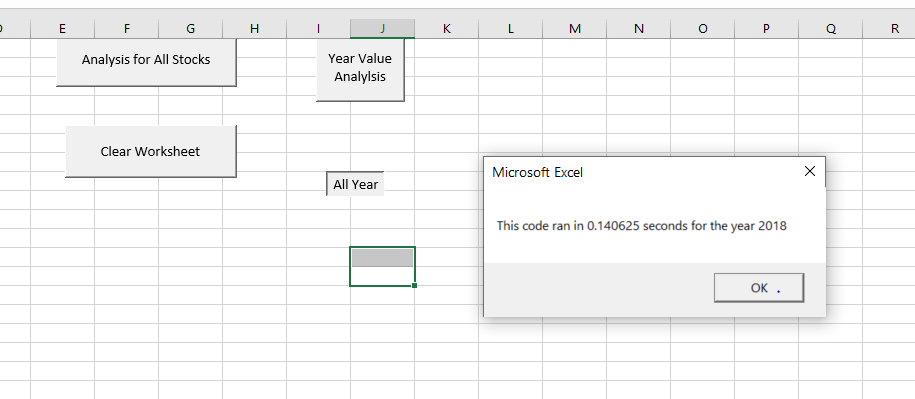 E F G H I J K L M N O P Q R
Analysis for All Stocks
Year Value
Analylsis
Clear Worksheet
All Year
Microsoft Excel
This code ran in 0.140625 seconds for the year 2018
OK .